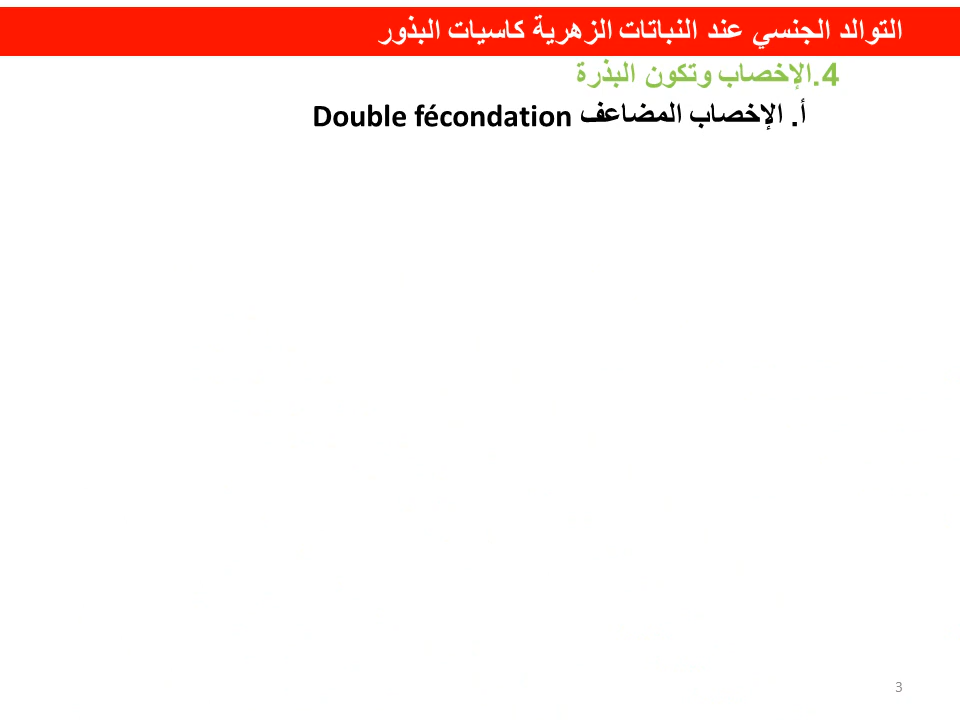 التوالد الجنسي عند النباتات الزهرية كاسيات البذور
4.الإخصاب وتكون البذرة
أ. الإخصاب المضاعف Double fécondation
3